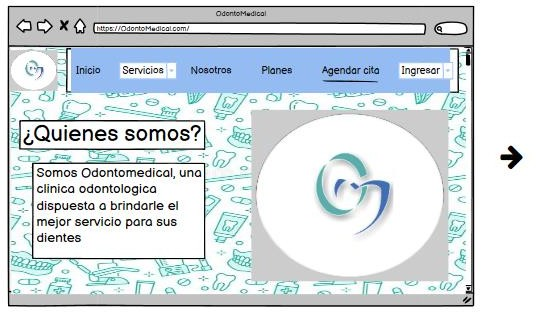 OdontoMedical
https://OdontoMedical.com/
Inicio Servicios Nosotros Planes Agendar cita Ingresar
¿Quienes somos?
Somos Odontomedical, una
clinica odontologica
dispuesta a brindarle el
mejor servicio para sus
dientes